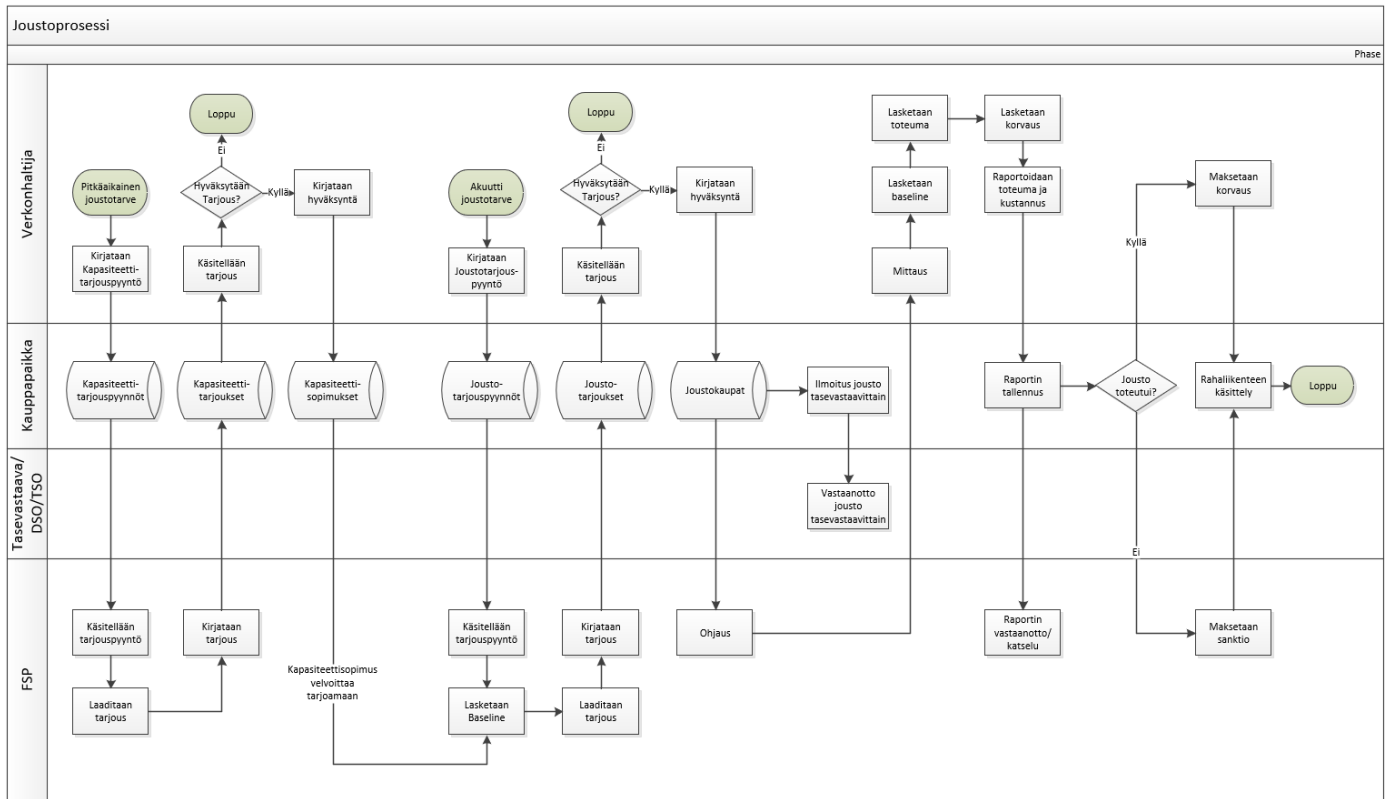 Joustoprosessi
Phase
Verkonhaltija
Loppu
Ei
Pitkäaikainen
joustotarve
Hyväksytään
Tarjous?
Kyllä
Kirjataan
hyväksyntä
Kirjataan
Kapasiteetti-
tarjouspyyntö
Käsitellään
tarjous
Loppu
Ei
Akuutti
joustotarve
Hyväksytään
Tarjous?
Kyllä
Kirjataan
hyväksyntä
Kirjataan
Joustotarjous-
pyyntö
Käsitellään
tarjous
Lasketaan
toteuma
Lasketaan
korvaus
Lasketaan
baseline
Raportoidaan
toteuma ja
kustannus
Mittaus
Maksetaan
korvaus
Kyllä
Kauppapaikka
Kapasiteetti-
tarjouspyynnöt
Kapasiteetti-
tarjoukset
Kapasiteetti-
sopimukset
Jousto-
tarjouspyynnöt
Jousto-
tarjoukset
Joustokaupat
Ilmoitus jousto
tasevastaavittain
Raportin
tallennus
Jousto
toteutui?
Rahaliikenteen
käsittely
Loppu
Tasevastaava/
DSO/TSO
Vastaanotto
jousto
tasevastaavittain
Ei
FSP
Käsitellään
tarjouspyyntö
Kirjataan
tarjous
Laaditaan
tarjous
Kapasiteettisopimus
velvoittaa
tarjoamaan
Käsitellään
tarjouspyyntö
Kirjataan
tarjous
Lasketaan
Baseline
Laaditaan
tarjous
Ohjaus
Raportin
vastaanotto/
katselu
Maksetaan
sanktio